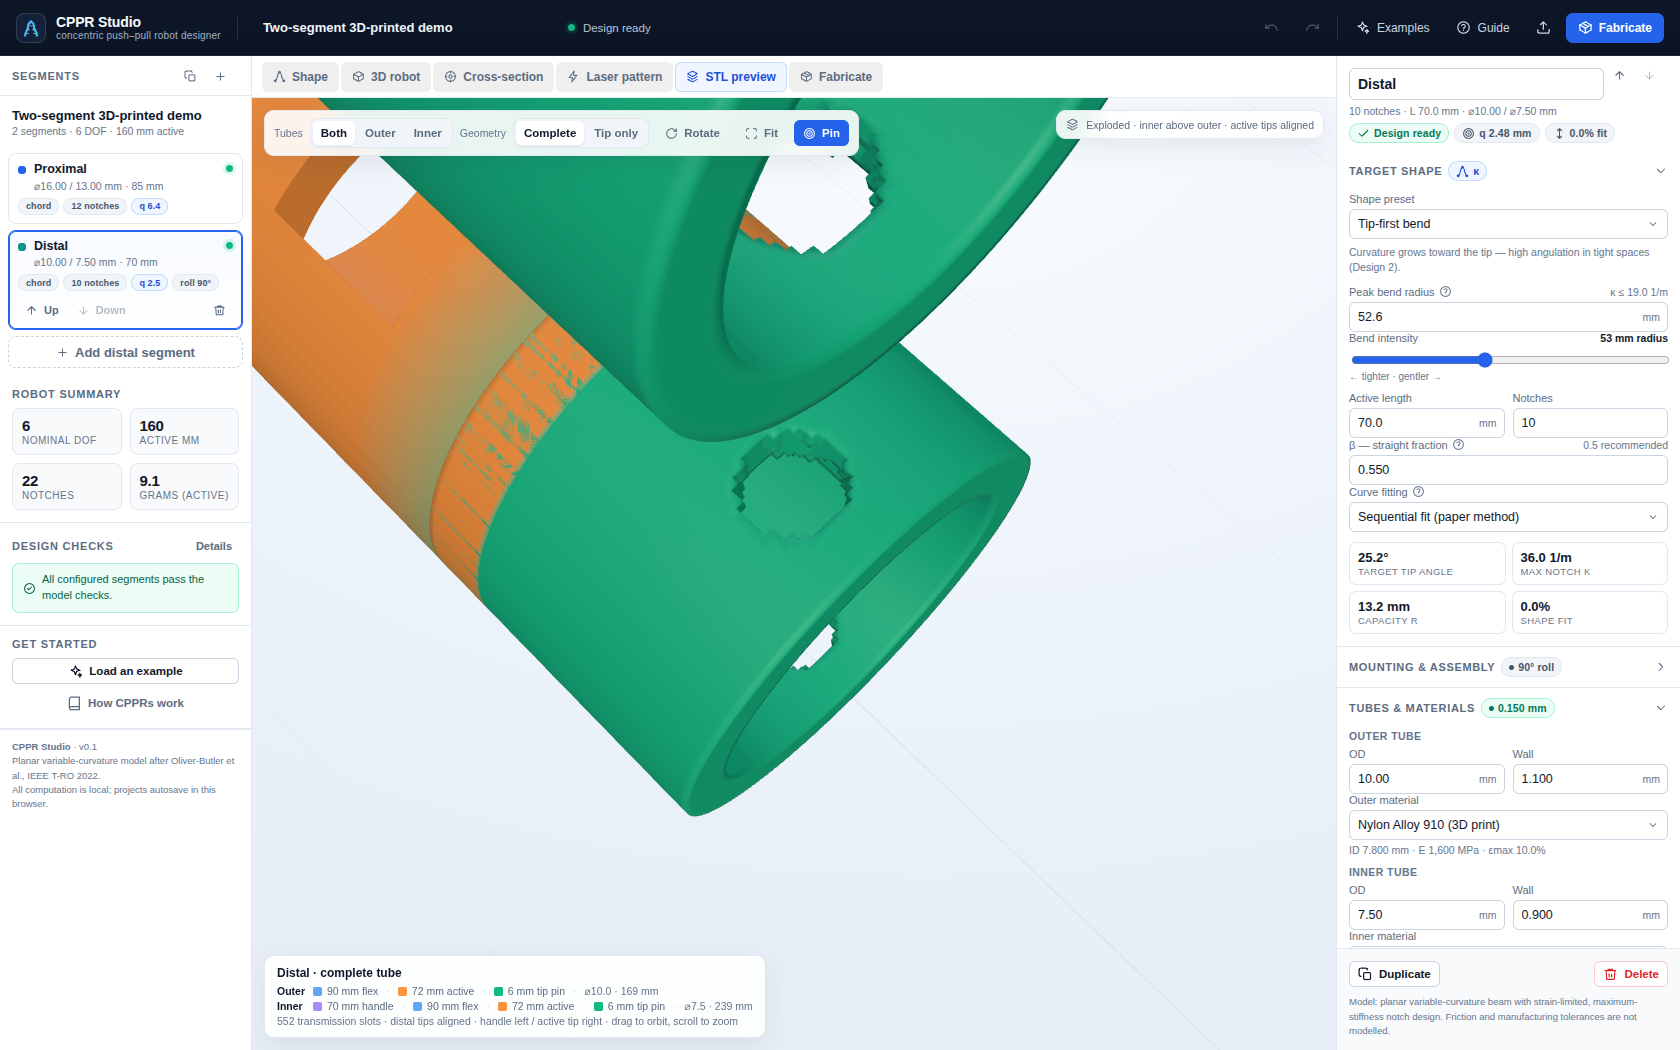 CPPR Studio
concentric push–pull robot designer
Two-segment 3D-printed demo
Design ready
Examples
Guide
Fabricate
SEGMENTS
Two-segment 3D-printed demo
2 segments · 6 DOF · 160 mm active
Proximal
⌀16.00 / 13.00 mm · 85 mm
chord
12 notches
q 6.4
Distal
⌀10.00 / 7.50 mm · 70 mm
chord
10 notches
q 2.5
roll 90°
Up
Down
Add distal segment
ROBOT SUMMARY
6
NOMINAL DOF
160
ACTIVE MM
22
NOTCHES
9.1
GRAMS (ACTIVE)
DESIGN CHECKS
Details
All configured segments pass the
model checks.
GET STARTED
Load an example
How CPPRs work
CPPR Studio · v0.1
Planar variable-curvature model after Oliver-Butler et
al., IEEE T-RO 2022.
All computation is local; projects autosave in this
browser.
Shape
3D robot
Cross-section
Laser pattern
STL preview
Fabricate
Tubes
Both
Outer
Inner
Geometry
Complete
Tip only
Rotate
Fit
Pin
Exploded · inner above outer · active tips aligned
Distal · complete tube
Outer 90 mm flex · 72 mm active · 6 mm tip pin · ⌀10.0 · 169 mm
Inner 70 mm handle · 90 mm flex · 72 mm active · 6 mm tip pin · ⌀7.5 · 239 mm
552 transmission slots · distal tips aligned · handle left / active tip right · drag to orbit, scroll to zoom
Distal
10 notches · L 70.0 mm · ⌀10.00 / ⌀7.50 mm
Design ready
q 2.48 mm
0.0% fit
TARGET SHAPE
κ
Shape preset
Tip-first bend
Curvature grows toward the tip — high angulation in tight spaces
(Design 2).
Peak bend radius
κ ≤ 19.0 1/m
52.6 mm
Bend intensity
53 mm radius
← tighter · gentler →
Active length
Notches
70.0 mm
10
β — straight fraction
0.5 recommended
0.550
Curve fitting
Sequential fit (paper method)
25.2°
TARGET TIP ANGLE
36.0 1/m
MAX NOTCH K
13.2 mm
CAPACITY R
0.0%
SHAPE FIT
MOUNTING & ASSEMBLY
90° roll
TUBES & MATERIALS
0.150 mm
OUTER TUBE
OD
Wall
10.00 mm
1.100 mm
Outer material
Nylon Alloy 910 (3D print)
ID 7.800 mm · E 1,600 MPa · εmax 10.0%
INNER TUBE
OD
Wall
7.50 mm
0.900 mm
Inner material
Duplicate
Delete
Model: planar variable-curvature beam with strain-limited, maximum-
stiffness notch design. Friction and manufacturing tolerances are not
modelled.